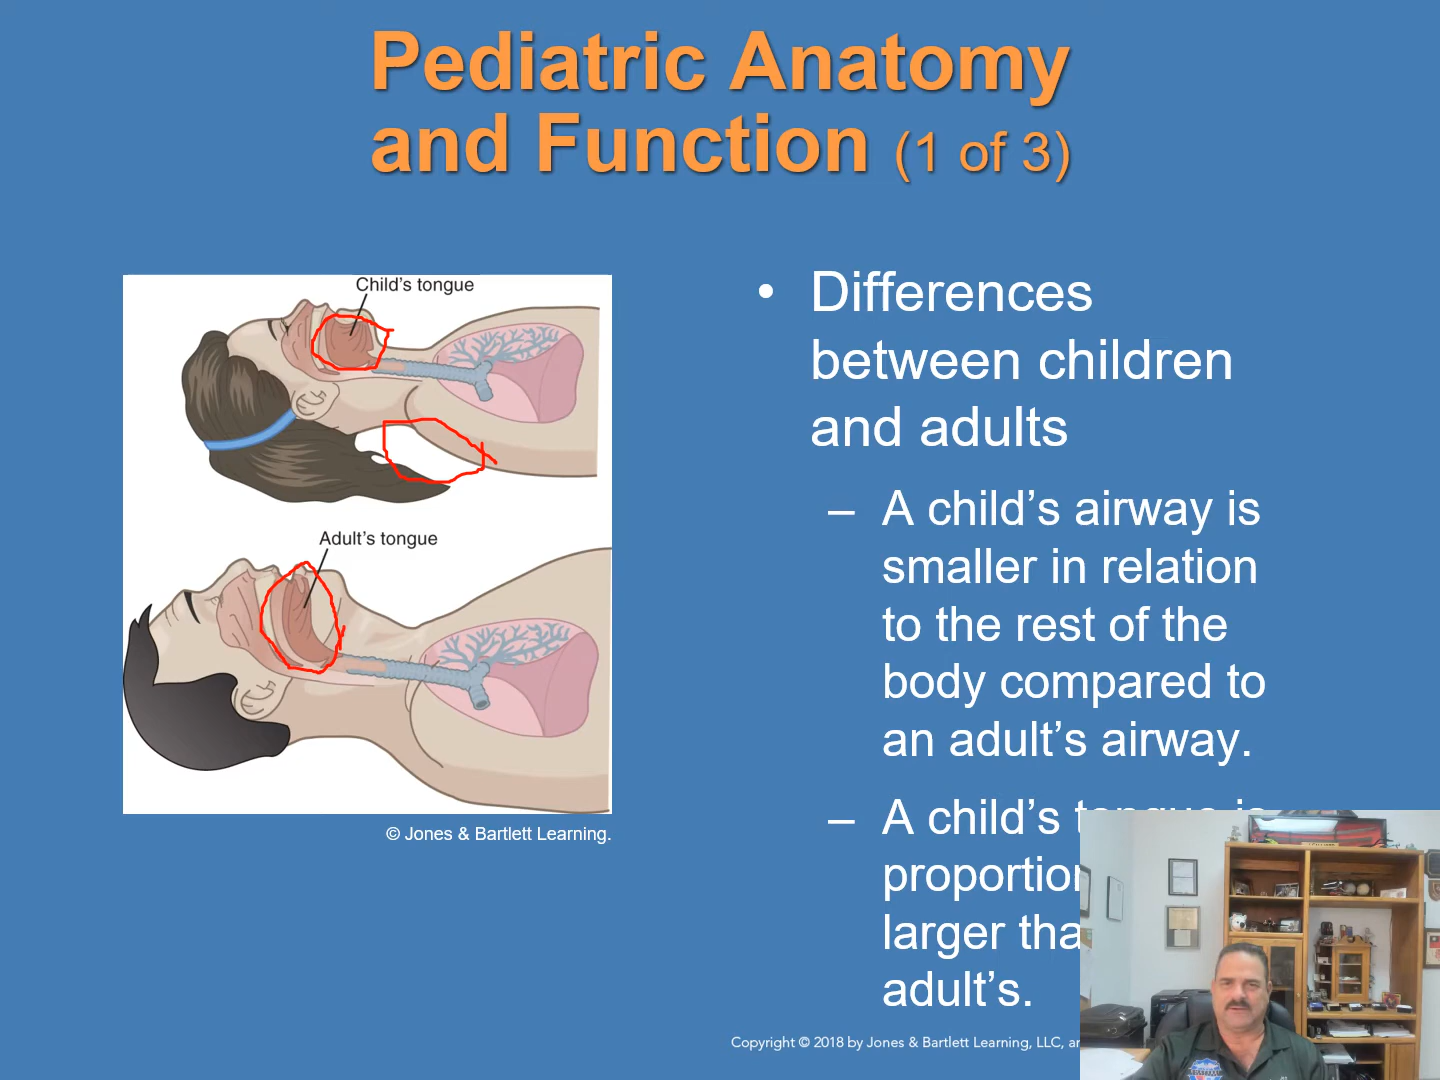 Pediatric Anatomy
and Function (1 of 3)
Child's tongue
Adult's tongue
© Jones & Bartlett Learning.
• Differences
between children
and adults
– A child's airway is
smaller in relation
to the rest of the
body compared to
an adult's airway.
– A child's tongue is
larger
adult's.
Copyright © 2018 by Jones & Bartlett Learning, LLC,